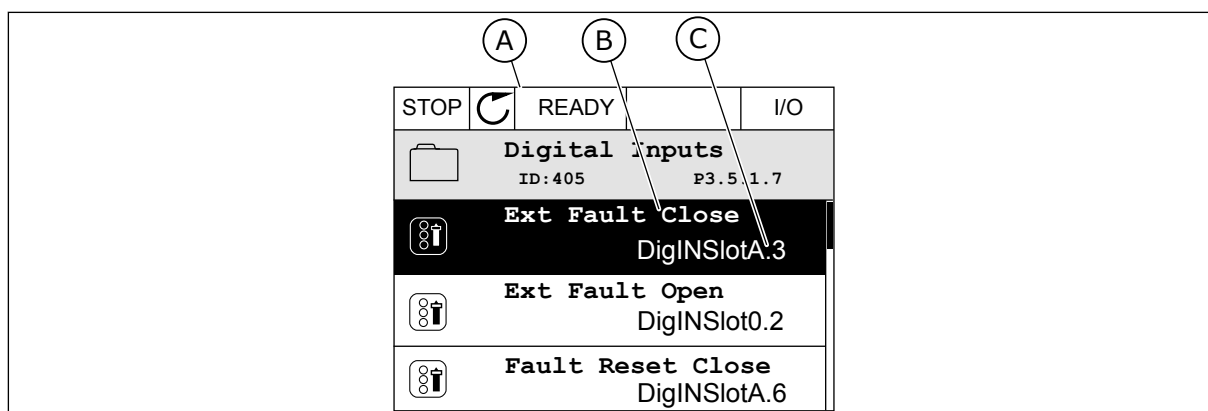 A B C
STOP READY I/O
Digital Inputs
ID:405 P3.5.1.7
Ext Fault Close
DigINSlotA.3
Ext Fault Open
DigINSlot0.2
Fault Reset Close
DigINSlotA.6